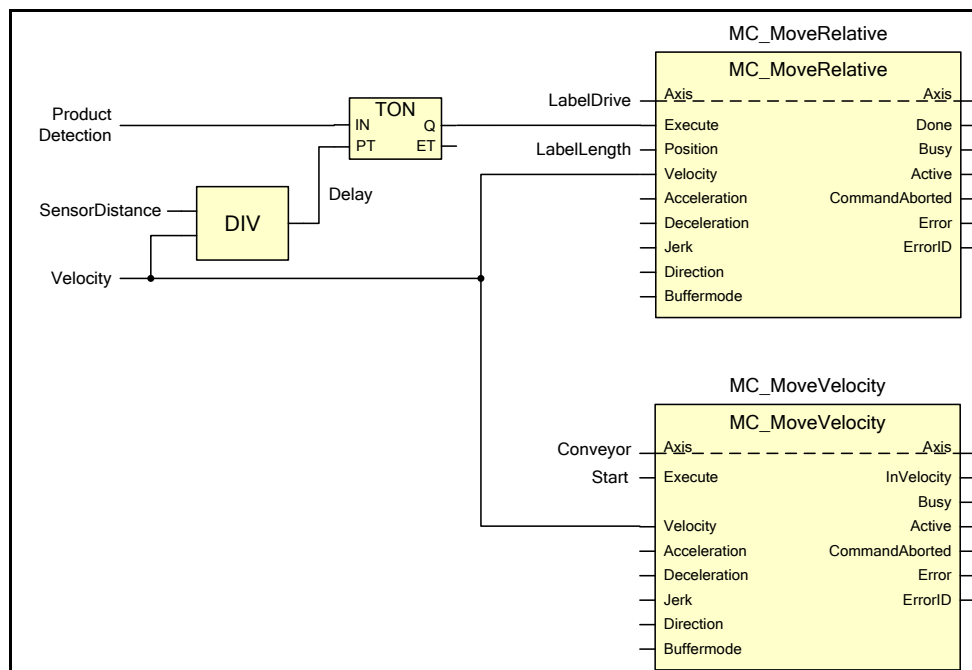 MC_MoveRelative
MC_MoveRelative
LabelDrive
Axis
Axis
Product
Detection
TON
IN
Q
PT
ET
Execute
Done
LabelLength
Position
Busy
Velocity
Active
Delay
SensorDistance
DIV
Acceleration
CommandAborted
Deceleration
Error
Jerk
ErrorID
Velocity
Direction
Buffermode
MC_MoveVelocity
MC_MoveVelocity
Conveyor
Axis
Axis
Start
Execute
InVelocity
Busy
Velocity
Active
Acceleration
CommandAborted
Deceleration
Error
Jerk
ErrorID
Direction
Buffermode